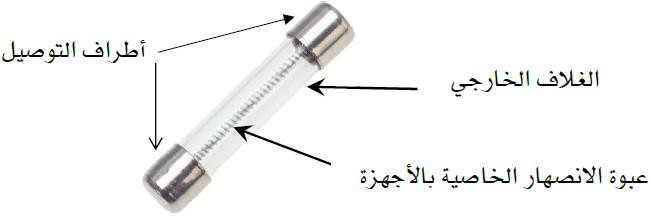 أطراف التوصيل
الغلاف الخارجي
عبوة الانصهار الخاصية بالأجهزة